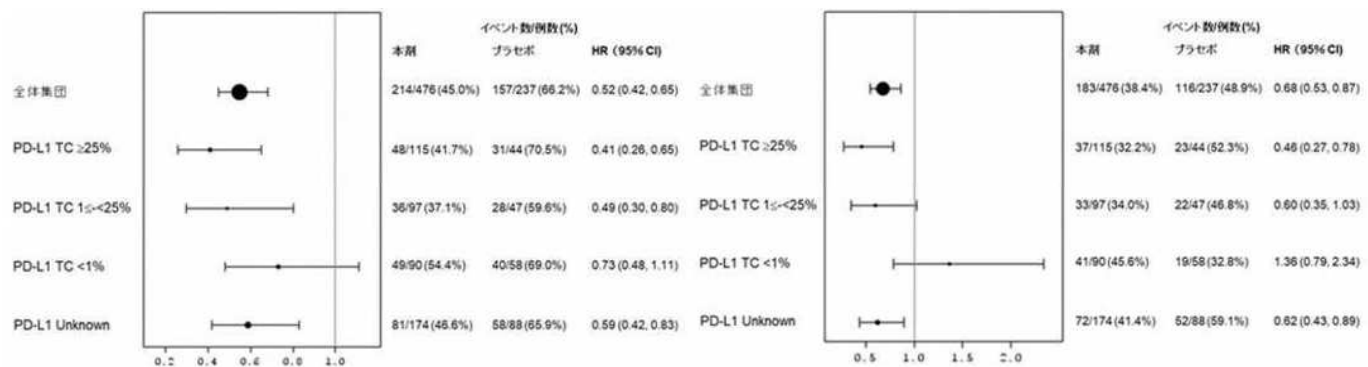 イベント数/例数(%)
本剤 プラセボ HR (95% CI)
全体集団 214/476 (45.0%) 157/237 (66.2%) 0.52 (0.42, 0.65)
PD-L1 TC ≥25% 48/115 (41.7%) 31/44 (70.5%) 0.41 (0.26, 0.65)
PD-L1 TC 1≤-<25% 36/97 (37.1%) 28/47 (59.6%) 0.49 (0.30, 0.80)
PD-L1 TC <1% 49/90 (54.4%) 40/58 (69.0%) 0.73 (0.48, 1.11)
PD-L1 Unknown 81/174 (46.6%) 58/88 (65.9%) 0.59 (0.42, 0.83)
0.2 0.4 0.6 0.8 1.0
イベント数/例数(%)
本剤 プラセボ HR (95% CI)
全体集団 183/476 (38.4%) 116/237 (48.9%) 0.68 (0.53, 0.87)
PD-L1 TC ≥25% 37/115 (32.2%) 23/44 (52.3%) 0.46 (0.27, 0.78)
PD-L1 TC 1≤-<25% 33/97 (34.0%) 22/47 (46.8%) 0.60 (0.35, 1.03)
PD-L1 TC <1% 41/90 (45.6%) 19/58 (32.8%) 1.36 (0.79, 2.34)
PD-L1 Unknown 72/174 (41.4%) 52/88 (59.1%) 0.62 (0.43, 0.89)
0.5 1.0 1.5 2.0